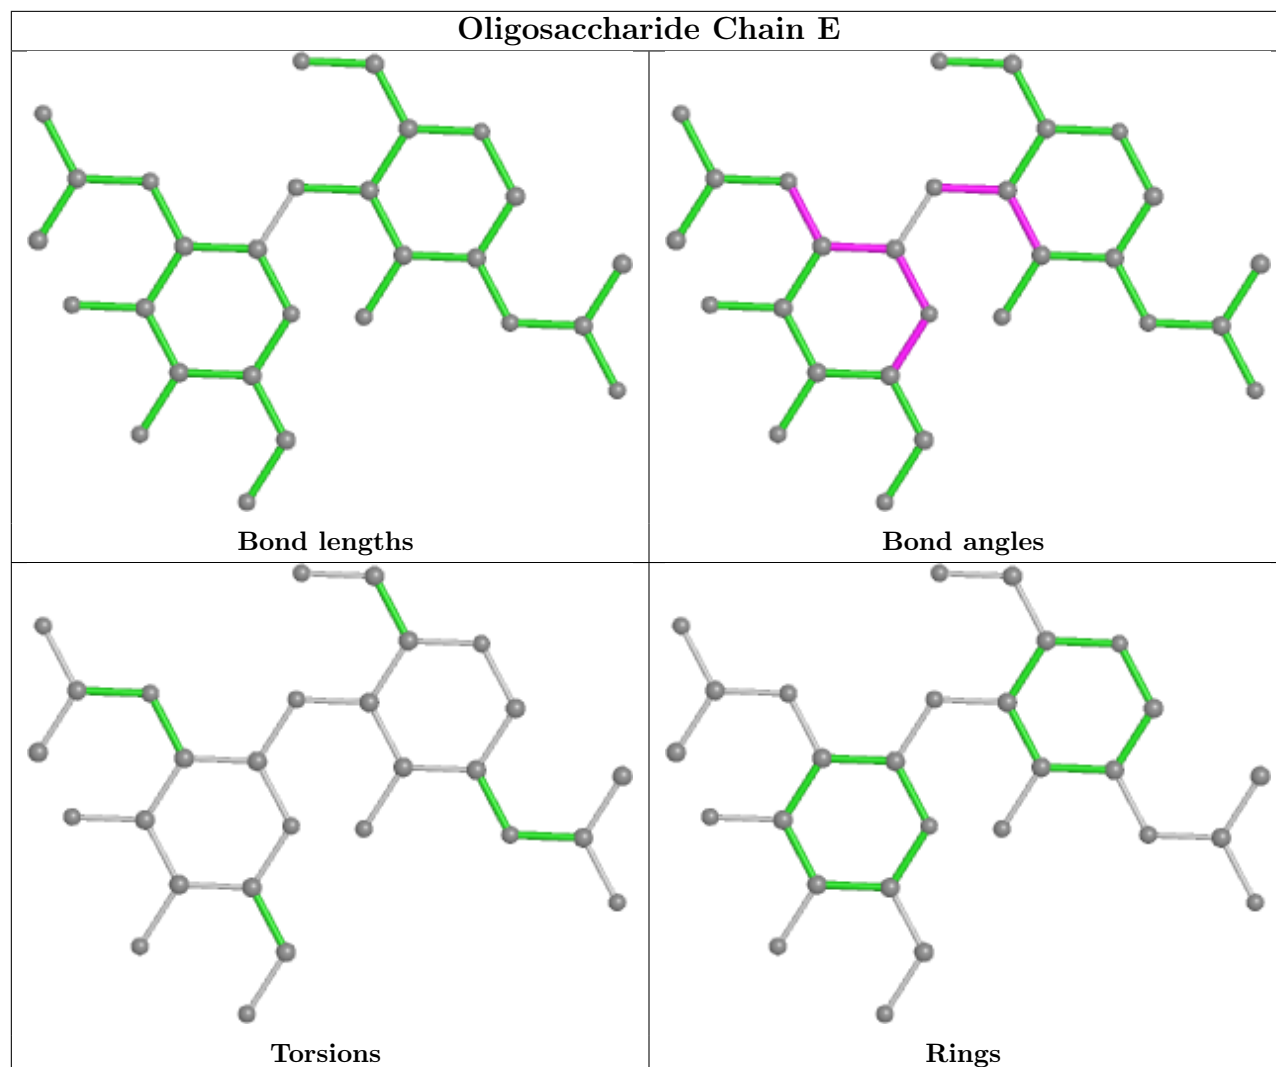 Oligosaccharide Chain E
Bond lengths
Bond angles
Torsions
Rings